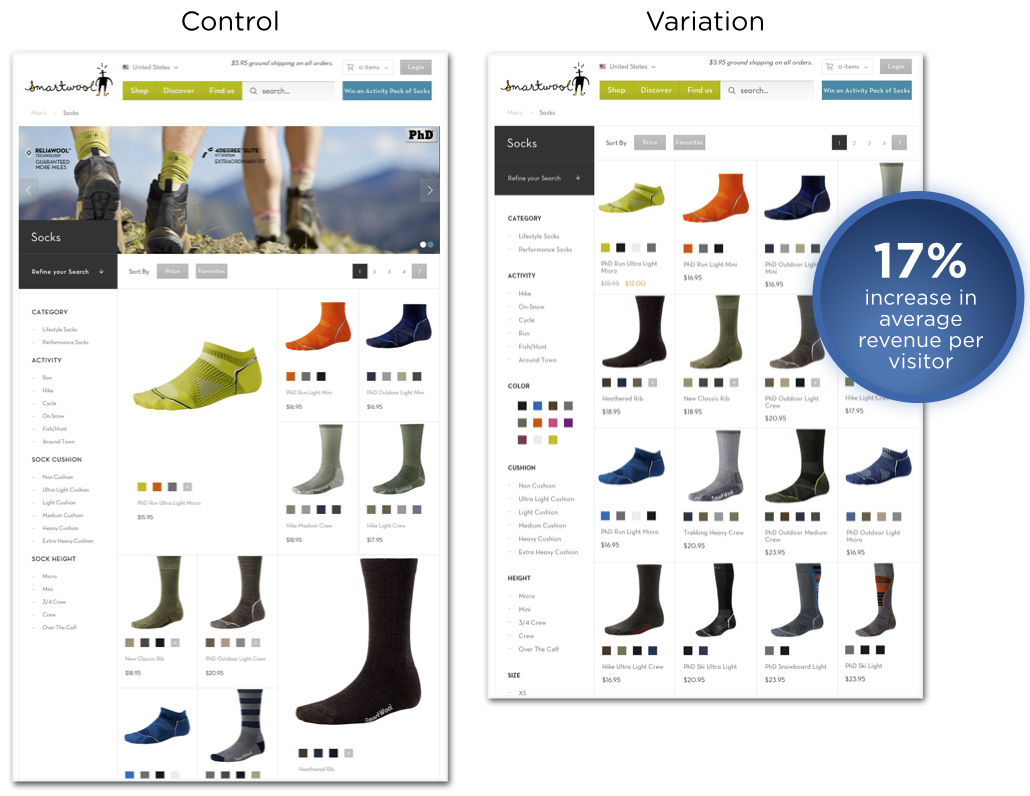 Control
Smartwool
United States
$5.95 ground shipping on all orders.
0 items
Login
Shop
Discover
Find us
search...
Win an Activity Pack of Socks
Men's - Socks
PhD
RELIAWOOL™
TECHNOLOGY
GUARANTEED
MORE MILES
4DEGREE™ ELITE
FIT SYSTEM
EXTRAORDINARY FIT
Socks
Refine your Search
Sort By
Price
Favorites
1 2 3 4 >
CATEGORY
Lifestyle Socks
Performance Socks
ACTIVITY
Run
Hike
Cycle
On-Snow
Fish/Hunt
Around Town
SOCK CUSHION
Non Cushion
Ultra Light Cushion
Light Cushion
Medium Cushion
Heavy Cushion
Extra Heavy Cushion
SOCK HEIGHT
Micro
Mini
3/4 Crew
Crew
Over The Calf
PhD Run Ultra Light Micro
$15.95
PhD Run Light Mini
$16.95
PhD Outdoor Light Mini
$16.95
Hike Medium Crew
$18.95
Hike Light Crew
$17.95
New Classic Rib
$18.95
PhD Outdoor Light Crew
$20.95
SmartWool
Heathered Rib
Variation
Smartwool
United States
$5.95 ground shipping on all orders.
0 items
Login
Shop
Discover
Find us
search...
Win an Activity Pack of Socks
Men's - Socks
Socks
Refine your Search
Sort By
Price
Favorites
1 2 3 4 >
CATEGORY
Lifestyle Socks
Performance Socks
ACTIVITY
Hike
On-Snow
Cycle
Run
Fish/Hunt
Around Town
COLOR
CUSHION
Non Cushion
Ultra Light Cushion
Light Cushion
Medium Cushion
Heavy Cushion
Extra Heavy Cushion
HEIGHT
Micro
Mini
3/4 Crew
Crew
Over The Calf
SIZE
XS
PhD Run Ultra Light
Micro
$15.95 $12.00
PhD Run Light Mini
$16.95
PhD Outdoor Light
Mini
$16.95
Heathered Rib
$18.95
New Classic Rib
$18.95
PhD Outdoor Light
Crew
$20.95
Hike Light
$17.95
PhD Run Light Micro
$16.95
SmartWool
Trekking Heavy Crew
$20.95
PhD Outdoor Medium
Crew
$23.95
PhD Outdoor Light
Micro
$16.95
Hike Ultra Light Crew
$16.95
PhD Ski Ultra Light
$20.95
PhD Snowboard Light
$23.95
PhD Ski Light
$23.95
17%
increase in
average
revenue per
visitor